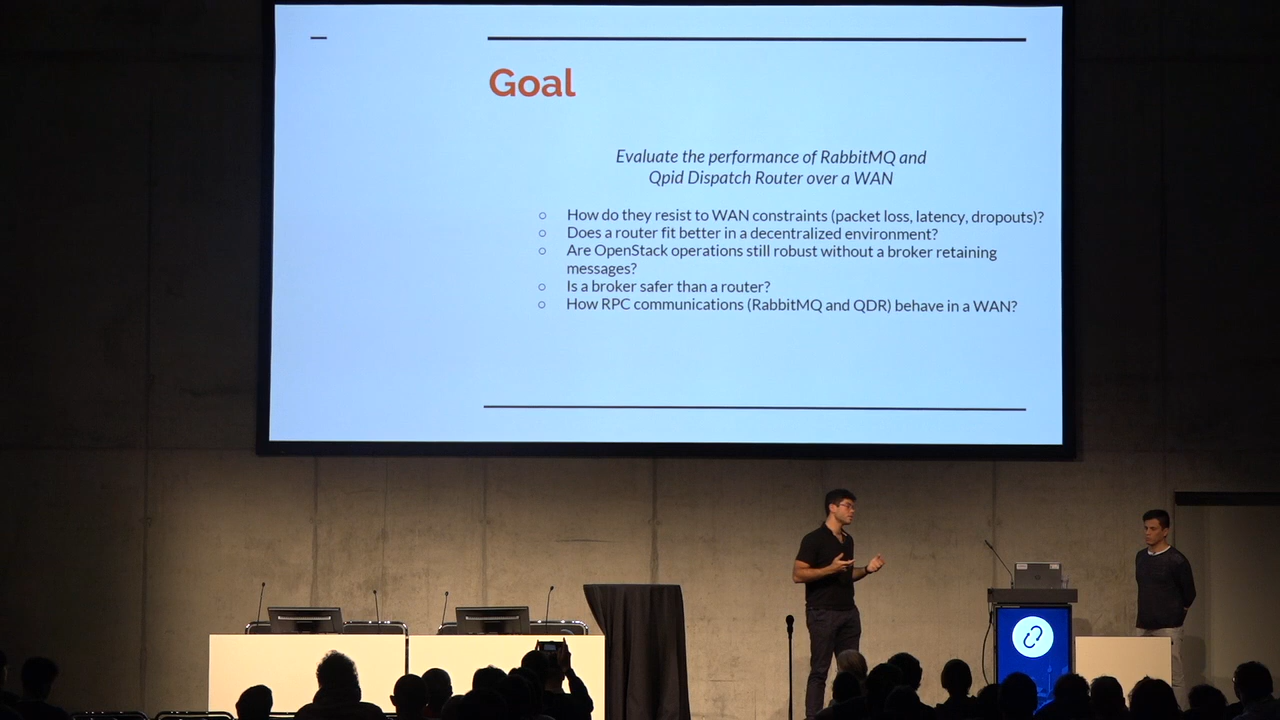 Goal
Evaluate the performance of RabbitMQ and
Qpid Dispatch Router over a WAN
○ How do they resist to WAN constraints (packet loss, latency, dropouts)?
○ Does a router fit better in a decentralized environment?
○ Are OpenStack operations still robust without a broker retaining
messages?
○ Is a broker safer than a router?
○ How RPC communications (RabbitMQ and QDR) behave in a WAN?